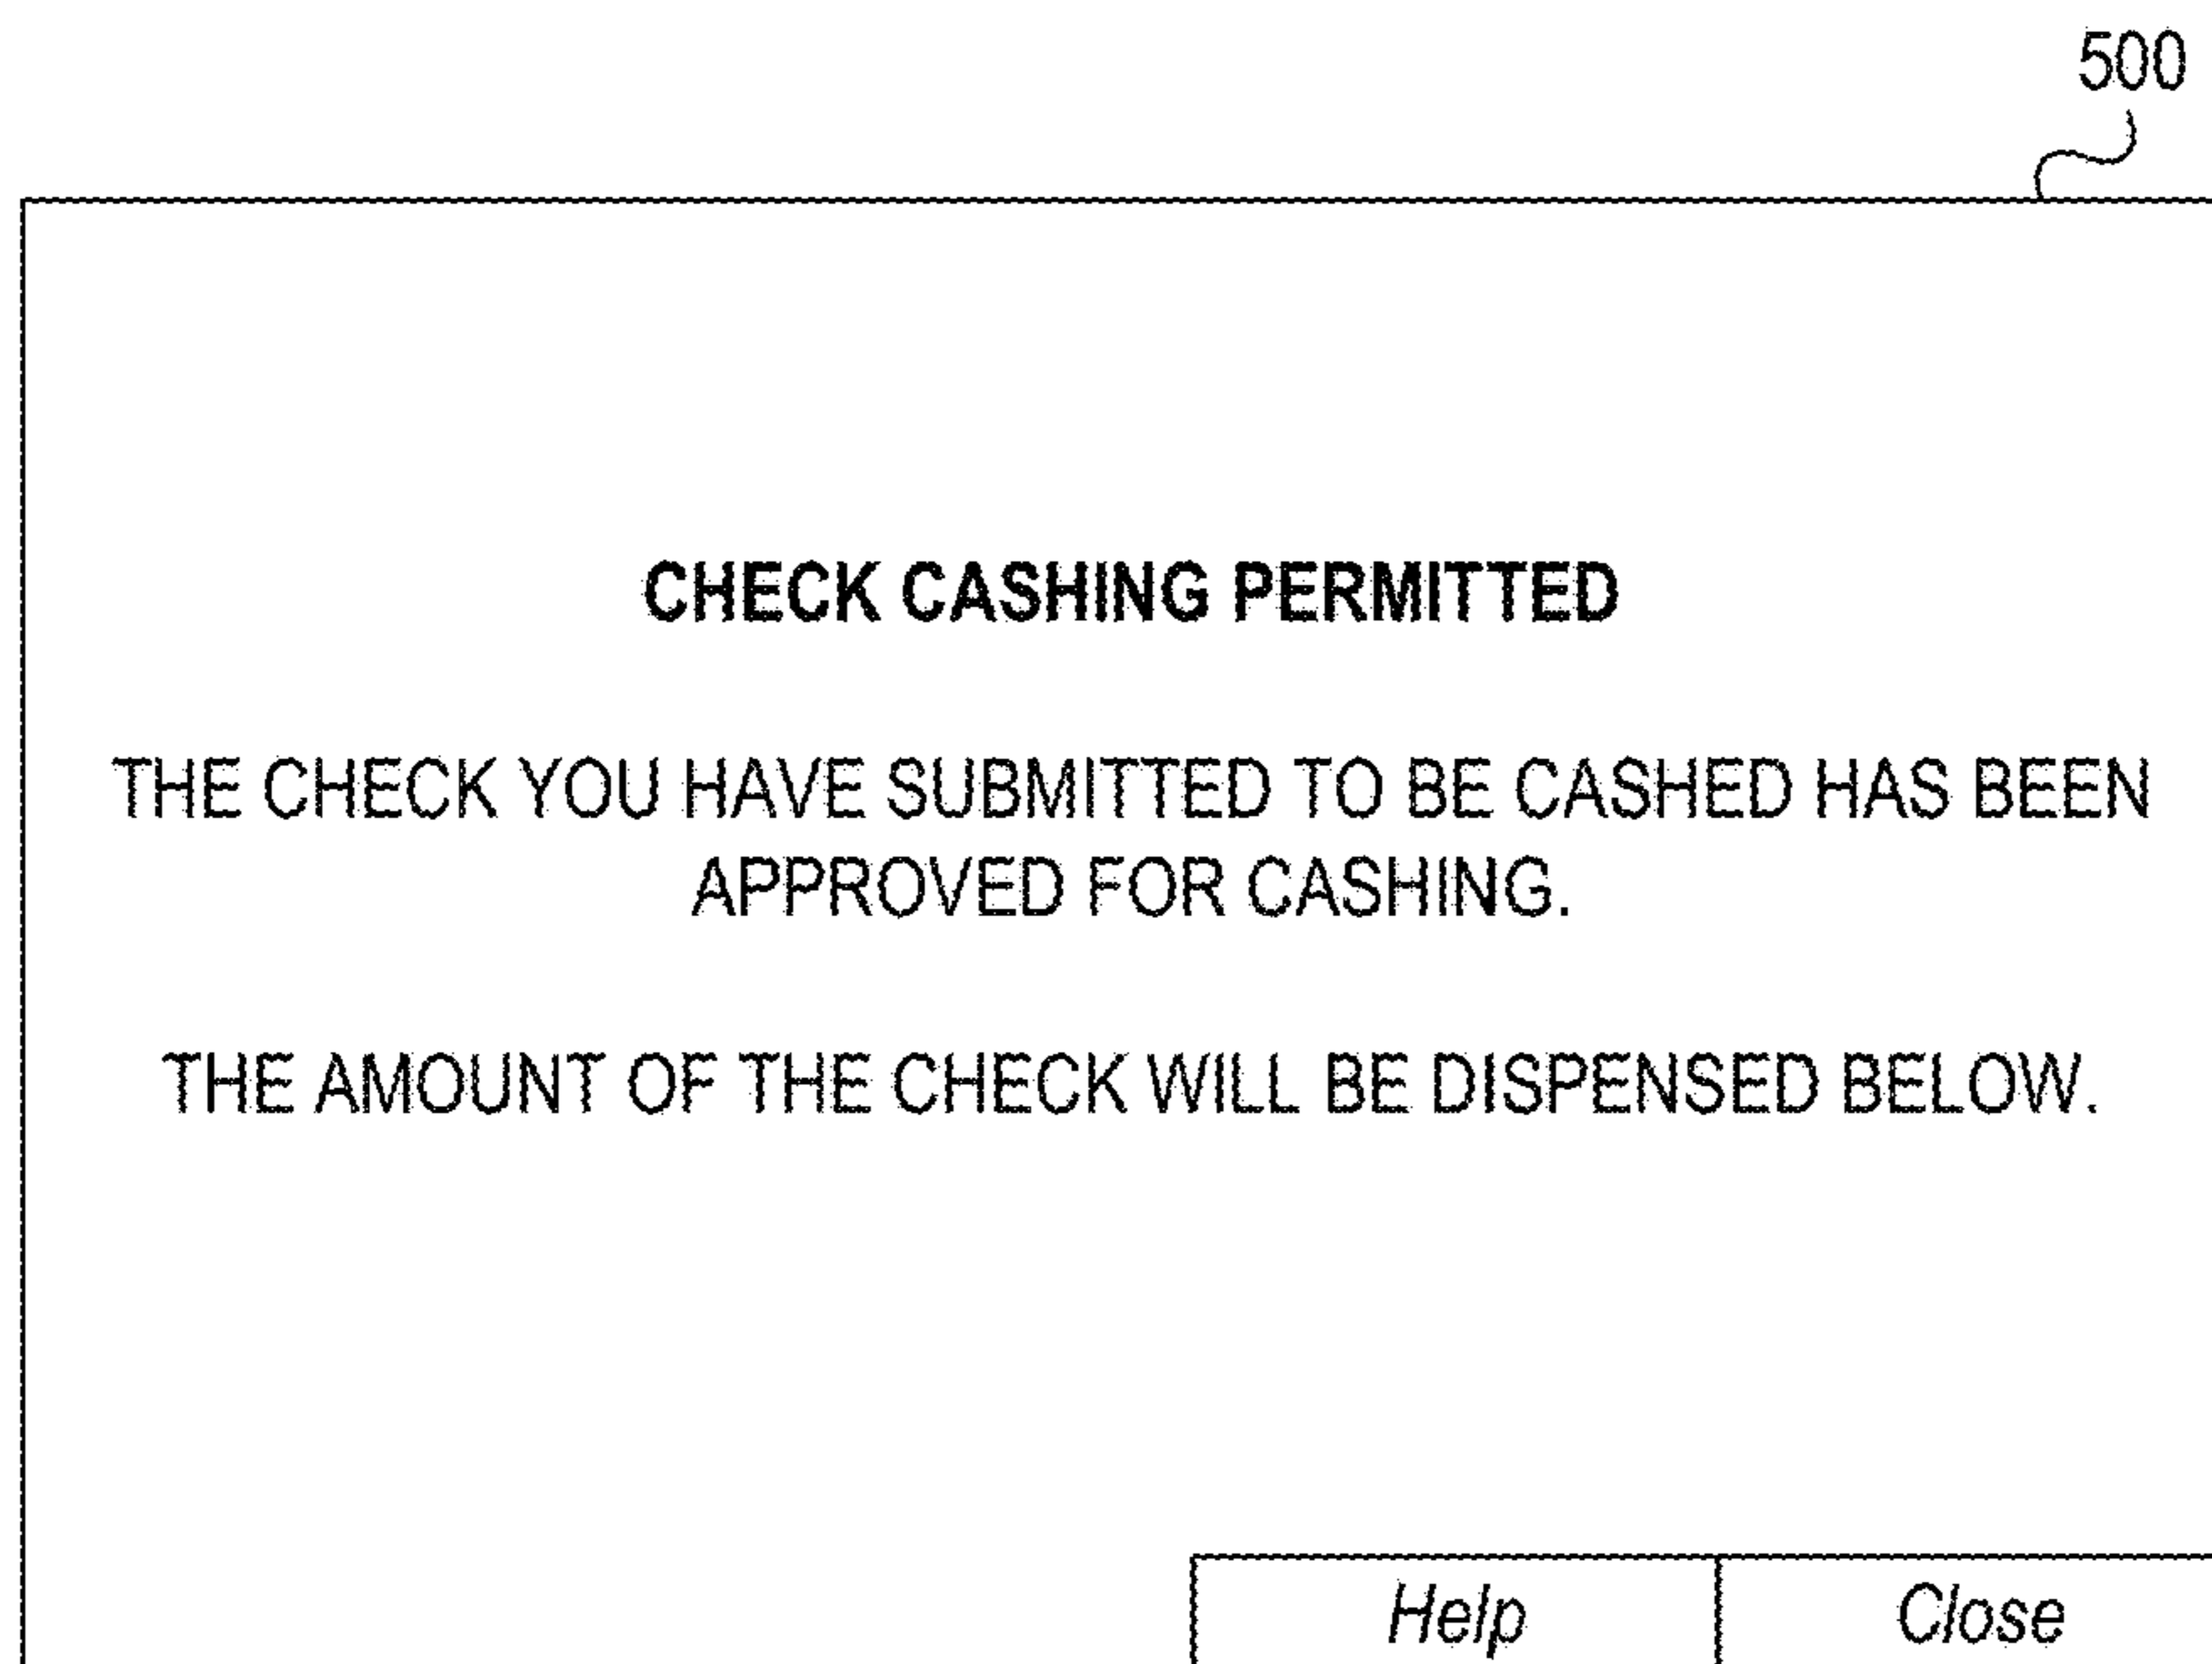 500
CHECK CASHING PERMITTED
THE CHECK YOU HAVE SUBMITTED TO BE CASHED HAS BEEN
APPROVED FOR CASHING.
THE AMOUNT OF THE CHECK WILL BE DISPENSED BELOW.
Help Close